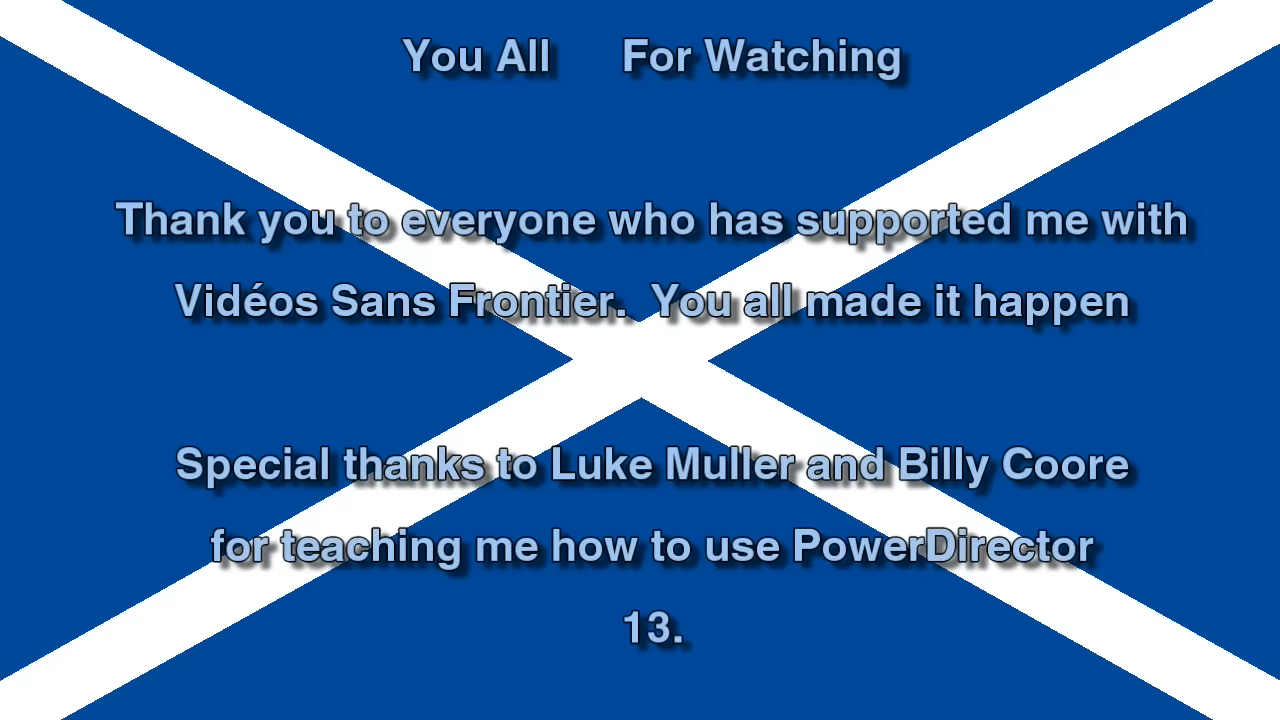 You All For Watching
Thank you to everyone who has supported me with
Vidéos Sans Frontier. You all made it happen
Special thanks to Luke Muller and Billy Coore
for teaching me how to use PowerDirector
13.